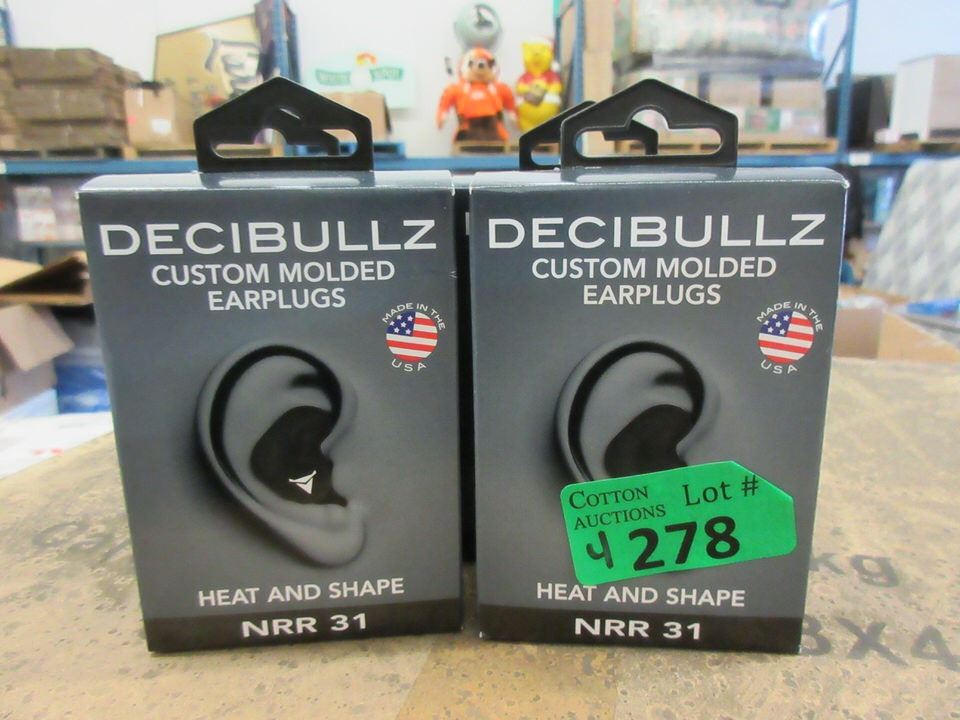 DECIBULLZ
CUSTOM MOLDED
EARPLUGS
MADE IN THE
USA
HEAT AND SHAPE
NRR 31
DECIBULLZ
CUSTOM MOLDED
EARPLUGS
MADE IN THE
USA
COTTON
AUCTIONS
Lot #
4 278
HEAT AND SHAPE
NRR 31
kg